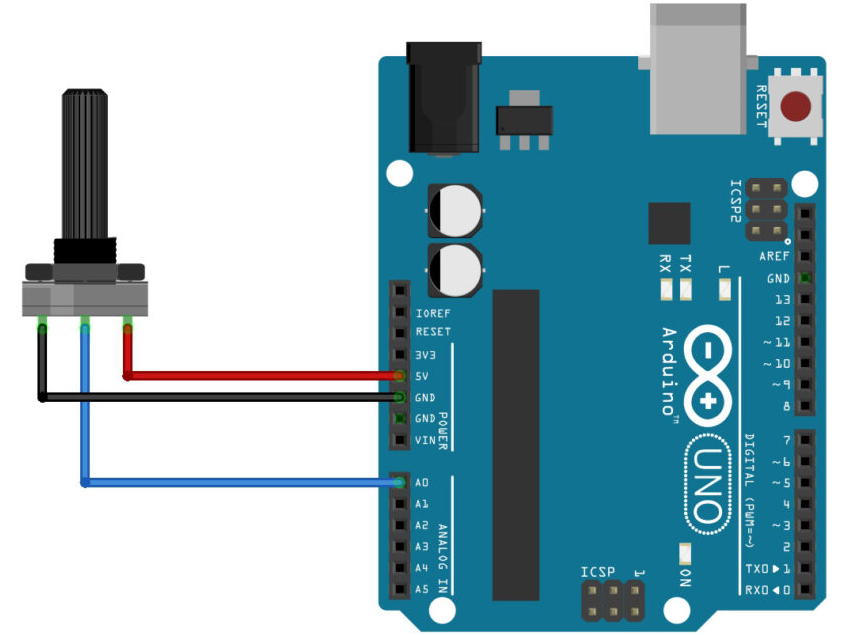 RESET
ICSP2
AREF
GND
13
12
~11
~10
~9
8
7
~6
~5
4
~3
2
TX0▶1
RX0◀0
DIGITAL (PWM=~)
RX
TX
L
Arduino™
UNO
ON
ICSP
1
IOREF
RESET
3V3
5V
GND
GND
VIN
POWER
A0
A1
A2
A3
A4
A5
ANALOG IN